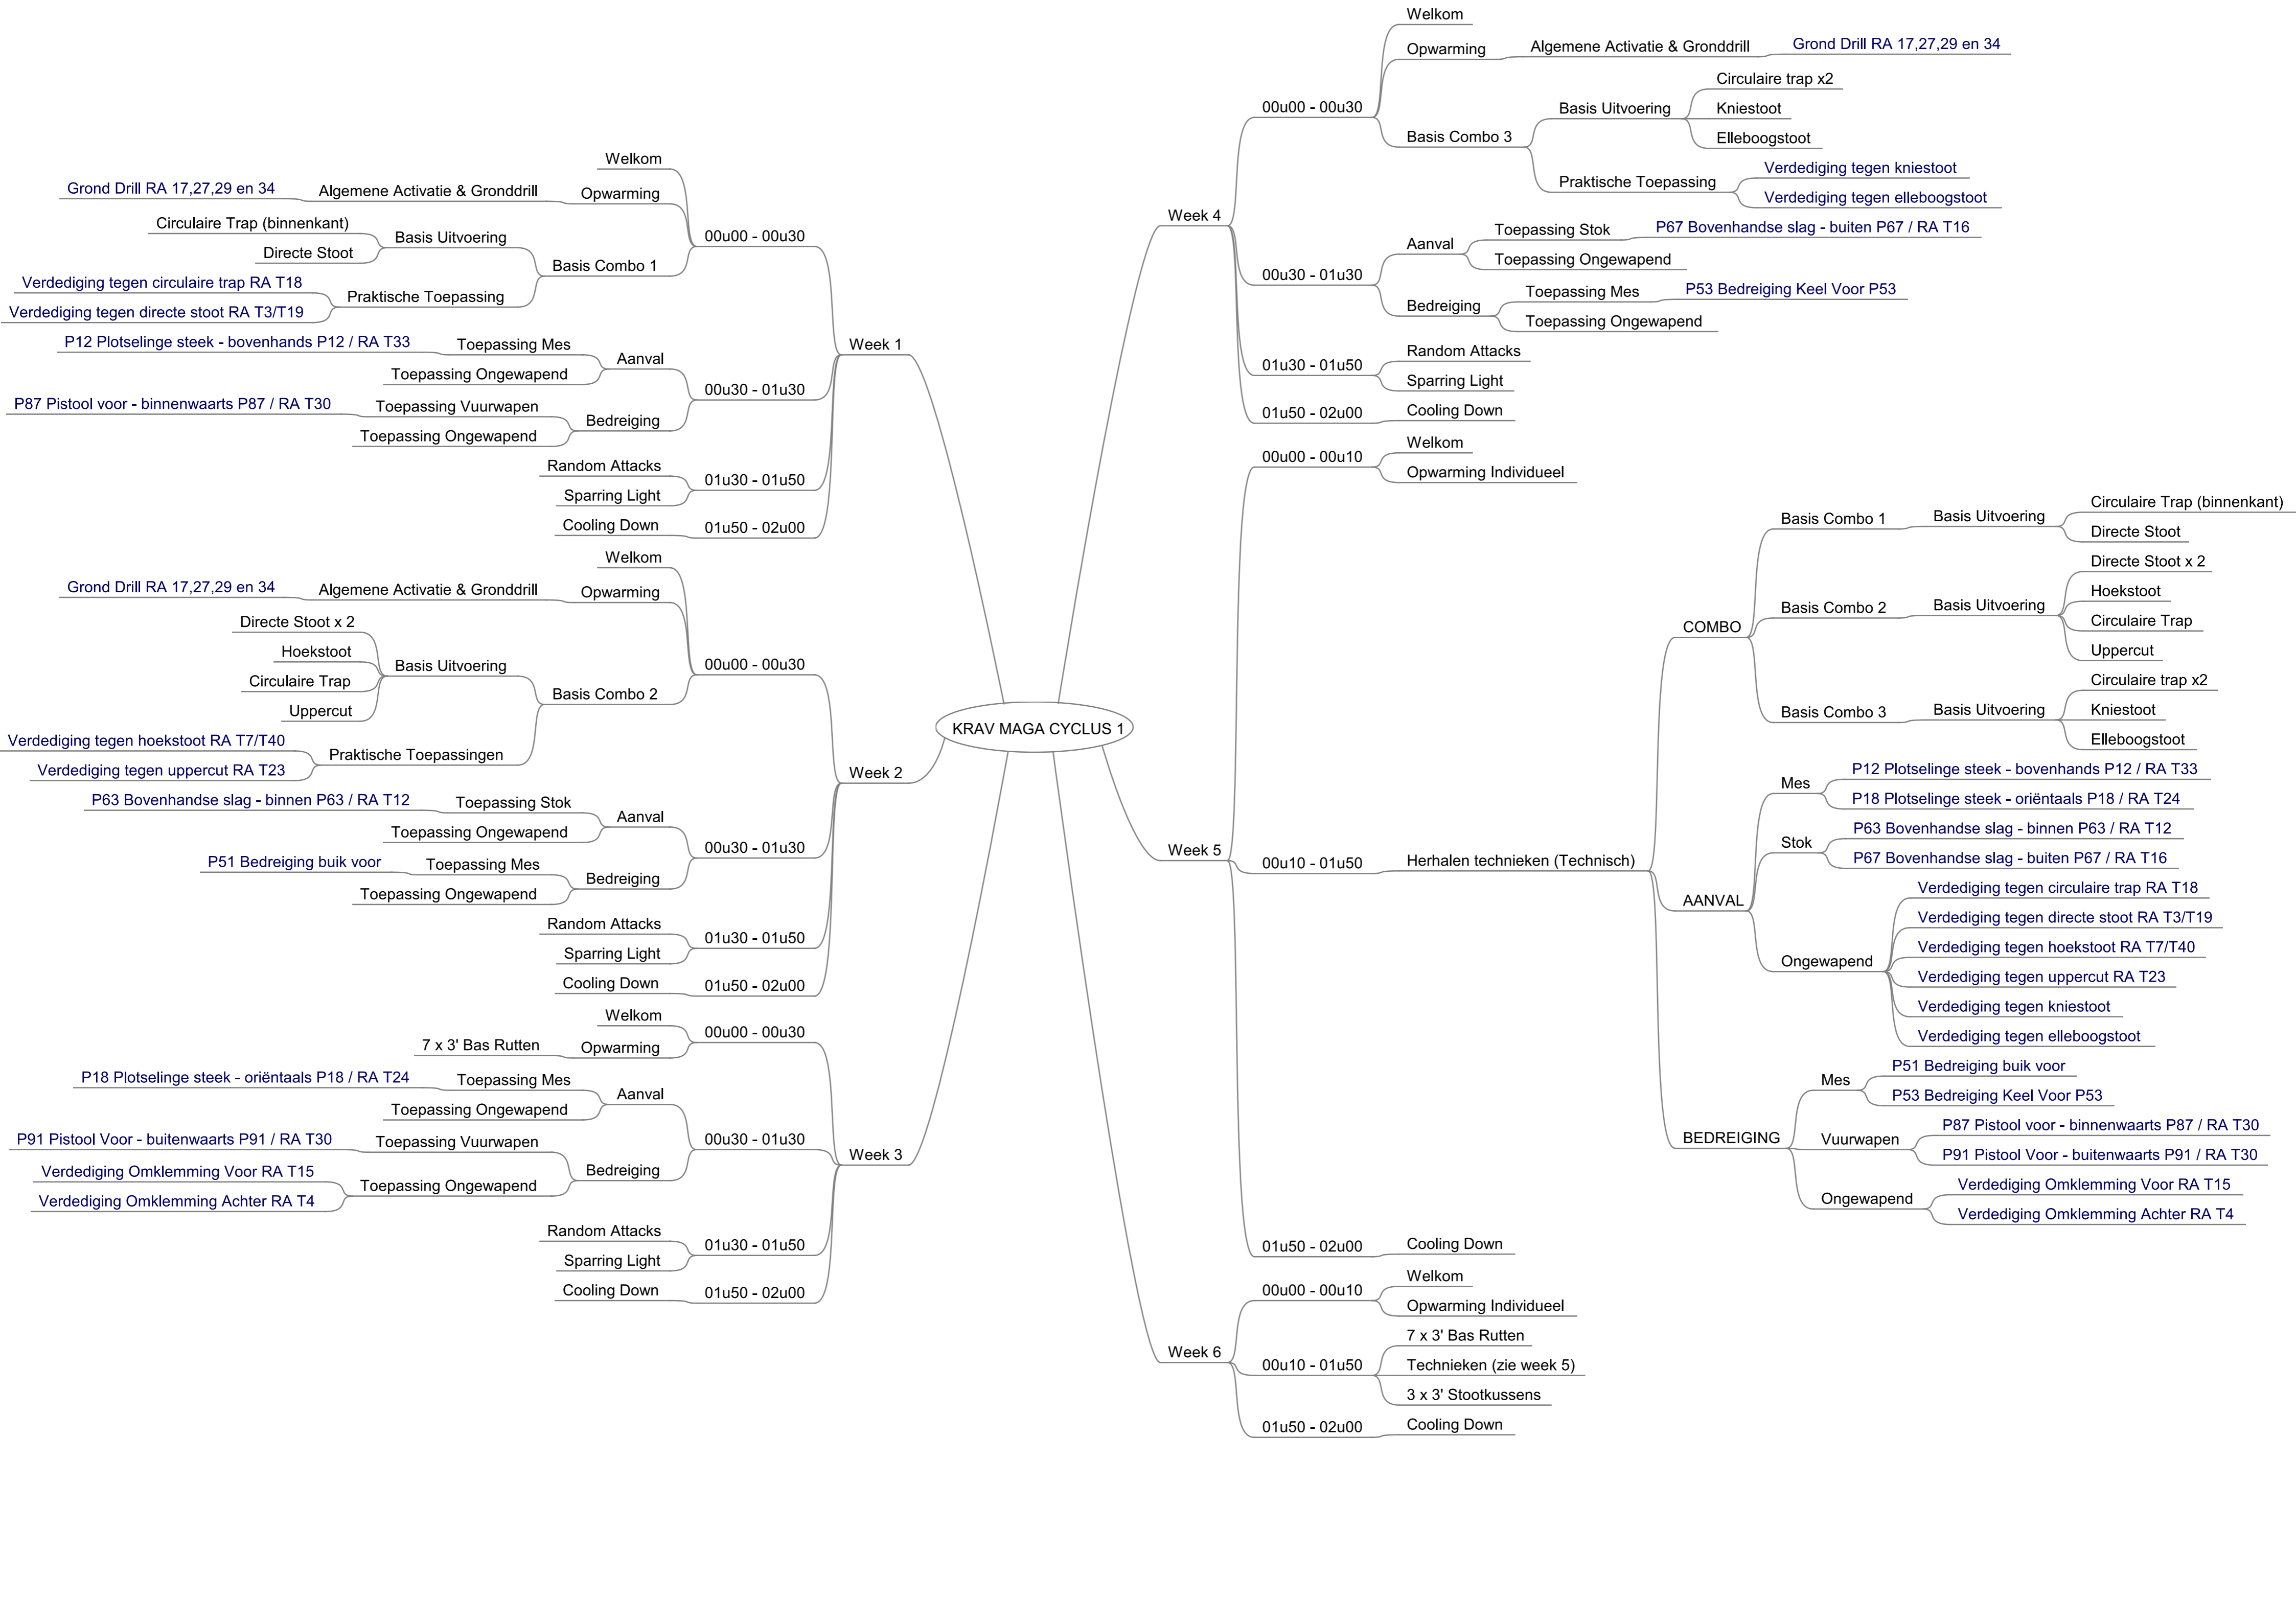 KRAV MAGA CYCLUS 1
Week 1
00u00 - 00u30
Welkom
Opwarming
Algemene Activatie & Gronddrill
Grond Drill RA 17,27,29 en 34
Basis Combo 1
Basis Uitvoering
Circulaire Trap (binnenkant)
Directe Stoot
Praktische Toepassing
Verdediging tegen circulaire trap RA T18
Verdediging tegen directe stoot RA T3/T19
00u30 - 01u30
Aanval
Toepassing Mes
P12 Plotselinge steek - bovenhands P12 / RA T33
Toepassing Ongewapend
Bedreiging
Toepassing Vuurwapen
P87 Pistool voor - binnenwaarts P87 / RA T30
Toepassing Ongewapend
01u30 - 01u50
Random Attacks
Sparring Light
01u50 - 02u00
Cooling Down
Week 2
00u00 - 00u30
Welkom
Opwarming
Algemene Activatie & Gronddrill
Grond Drill RA 17,27,29 en 34
Basis Combo 2
Basis Uitvoering
Directe Stoot x 2
Hoekstoot
Circulaire Trap
Uppercut
Praktische Toepassingen
Verdediging tegen hoekstoot RA T7/T40
Verdediging tegen uppercut RA T23
00u30 - 01u30
Aanval
Toepassing Stok
P63 Bovenhandse slag - binnen P63 / RA T12
Toepassing Ongewapend
Bedreiging
Toepassing Mes
P51 Bedreiging buik voor
Toepassing Ongewapend
01u30 - 01u50
Random Attacks
Sparring Light
01u50 - 02u00
Cooling Down
Week 3
00u00 - 00u30
Welkom
Opwarming
7 x 3' Bas Rutten
00u30 - 01u30
Aanval
Toepassing Mes
P18 Plotselinge steek - oriëntaals P18 / RA T24
Toepassing Ongewapend
Bedreiging
Toepassing Vuurwapen
P91 Pistool Voor - buitenwaarts P91 / RA T30
Toepassing Ongewapend
Verdediging Omklemming Voor RA T15
Verdediging Omklemming Achter RA T4
01u30 - 01u50
Random Attacks
Sparring Light
01u50 - 02u00
Cooling Down
Week 4
00u00 - 00u30
Welkom
Opwarming
Algemene Activatie & Gronddrill
Grond Drill RA 17,27,29 en 34
Basis Combo 3
Basis Uitvoering
Circulaire trap x2
Kniestoot
Elleboogstoot
Praktische Toepassing
Verdediging tegen kniestoot
Verdediging tegen elleboogstoot
00u30 - 01u30
Aanval
Toepassing Stok
P67 Bovenhandse slag - buiten P67 / RA T16
Toepassing Ongewapend
Bedreiging
Toepassing Mes
P53 Bedreiging Keel Voor P53
Toepassing Ongewapend
01u30 - 01u50
Random Attacks
Sparring Light
01u50 - 02u00
Cooling Down
Week 5
00u00 - 00u10
Welkom
Opwarming Individueel
00u10 - 01u50
Herhalen technieken (Technisch)
COMBO
Basis Combo 1
Basis Uitvoering
Circulaire Trap (binnenkant)
Directe Stoot
Basis Combo 2
Basis Uitvoering
Directe Stoot x 2
Hoekstoot
Circulaire Trap
Uppercut
Basis Combo 3
Basis Uitvoering
Circulaire trap x2
Kniestoot
Elleboogstoot
AANVAL
Mes
P12 Plotselinge steek - bovenhands P12 / RA T33
P18 Plotselinge steek - oriëntaals P18 / RA T24
Stok
P63 Bovenhandse slag - binnen P63 / RA T12
P67 Bovenhandse slag - buiten P67 / RA T16
Ongewapend
Verdediging tegen circulaire trap RA T18
Verdediging tegen directe stoot RA T3/T19
Verdediging tegen hoekstoot RA T7/T40
Verdediging tegen uppercut RA T23
Verdediging tegen kniestoot
Verdediging tegen elleboogstoot
BEDREIGING
Mes
P51 Bedreiging buik voor
P53 Bedreiging Keel Voor P53
Vuurwapen
P87 Pistool voor - binnenwaarts P87 / RA T30
P91 Pistool Voor - buitenwaarts P91 / RA T30
Ongewapend
Verdediging Omklemming Voor RA T15
Verdediging Omklemming Achter RA T4
01u50 - 02u00
Cooling Down
Week 6
00u00 - 00u10
Welkom
Opwarming Individueel
00u10 - 01u50
7 x 3' Bas Rutten
Technieken (zie week 5)
3 x 3' Stootkussens
01u50 - 02u00
Cooling Down